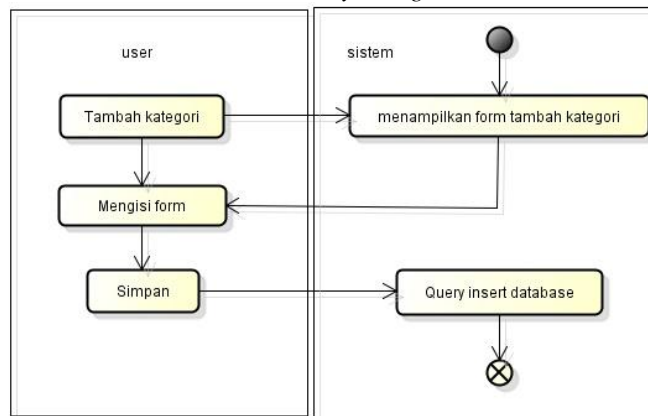 user
sistem
Tambah kategori
menampilkan form tambah kategori
Mengisi form
Simpan
Query insert database